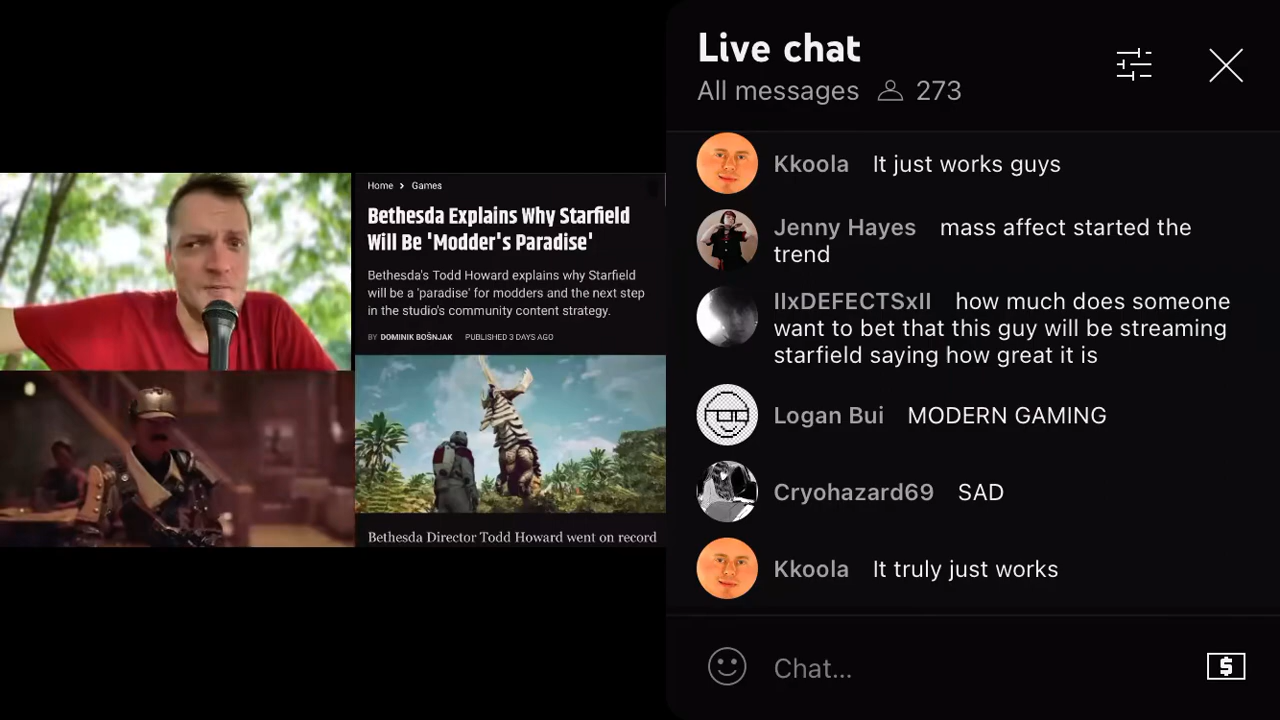 Home > Games
Bethesda Explains Why Starfield
Will Be 'Modder's Paradise'
Bethesda's Todd Howard explains why Starfield
will be a 'paradise' for modders and the next step
in the studio's community content strategy.
BY DOMINIK BOŠNJAK PUBLISHED 3 DAYS AGO
Bethesda Director Todd Howard went on record
Live chat
All messages 273
Kkoola It just works guys
Jenny Hayes mass affect started the
trend
IIxDEFECTSxII how much does someone
want to bet that this guy will be streaming
starfield saying how great it is
Logan Bui MODERN GAMING
Cryohazard69 SAD
Kkoola It truly just works
Chat...
$